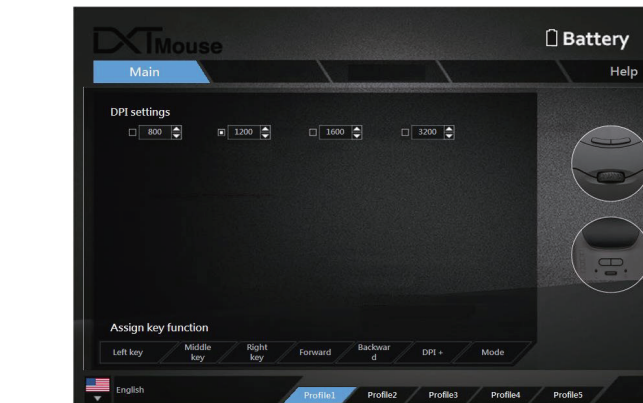 DXTMouse
Battery
Main
Help
DPI settings
800 1200 1600 3200
Assign key function
Left key
Middle
key
Right
key
Forward
Backwar
d
DPI +
Mode
English
Profile1 Profile2 Profile3 Profile4 Profile5